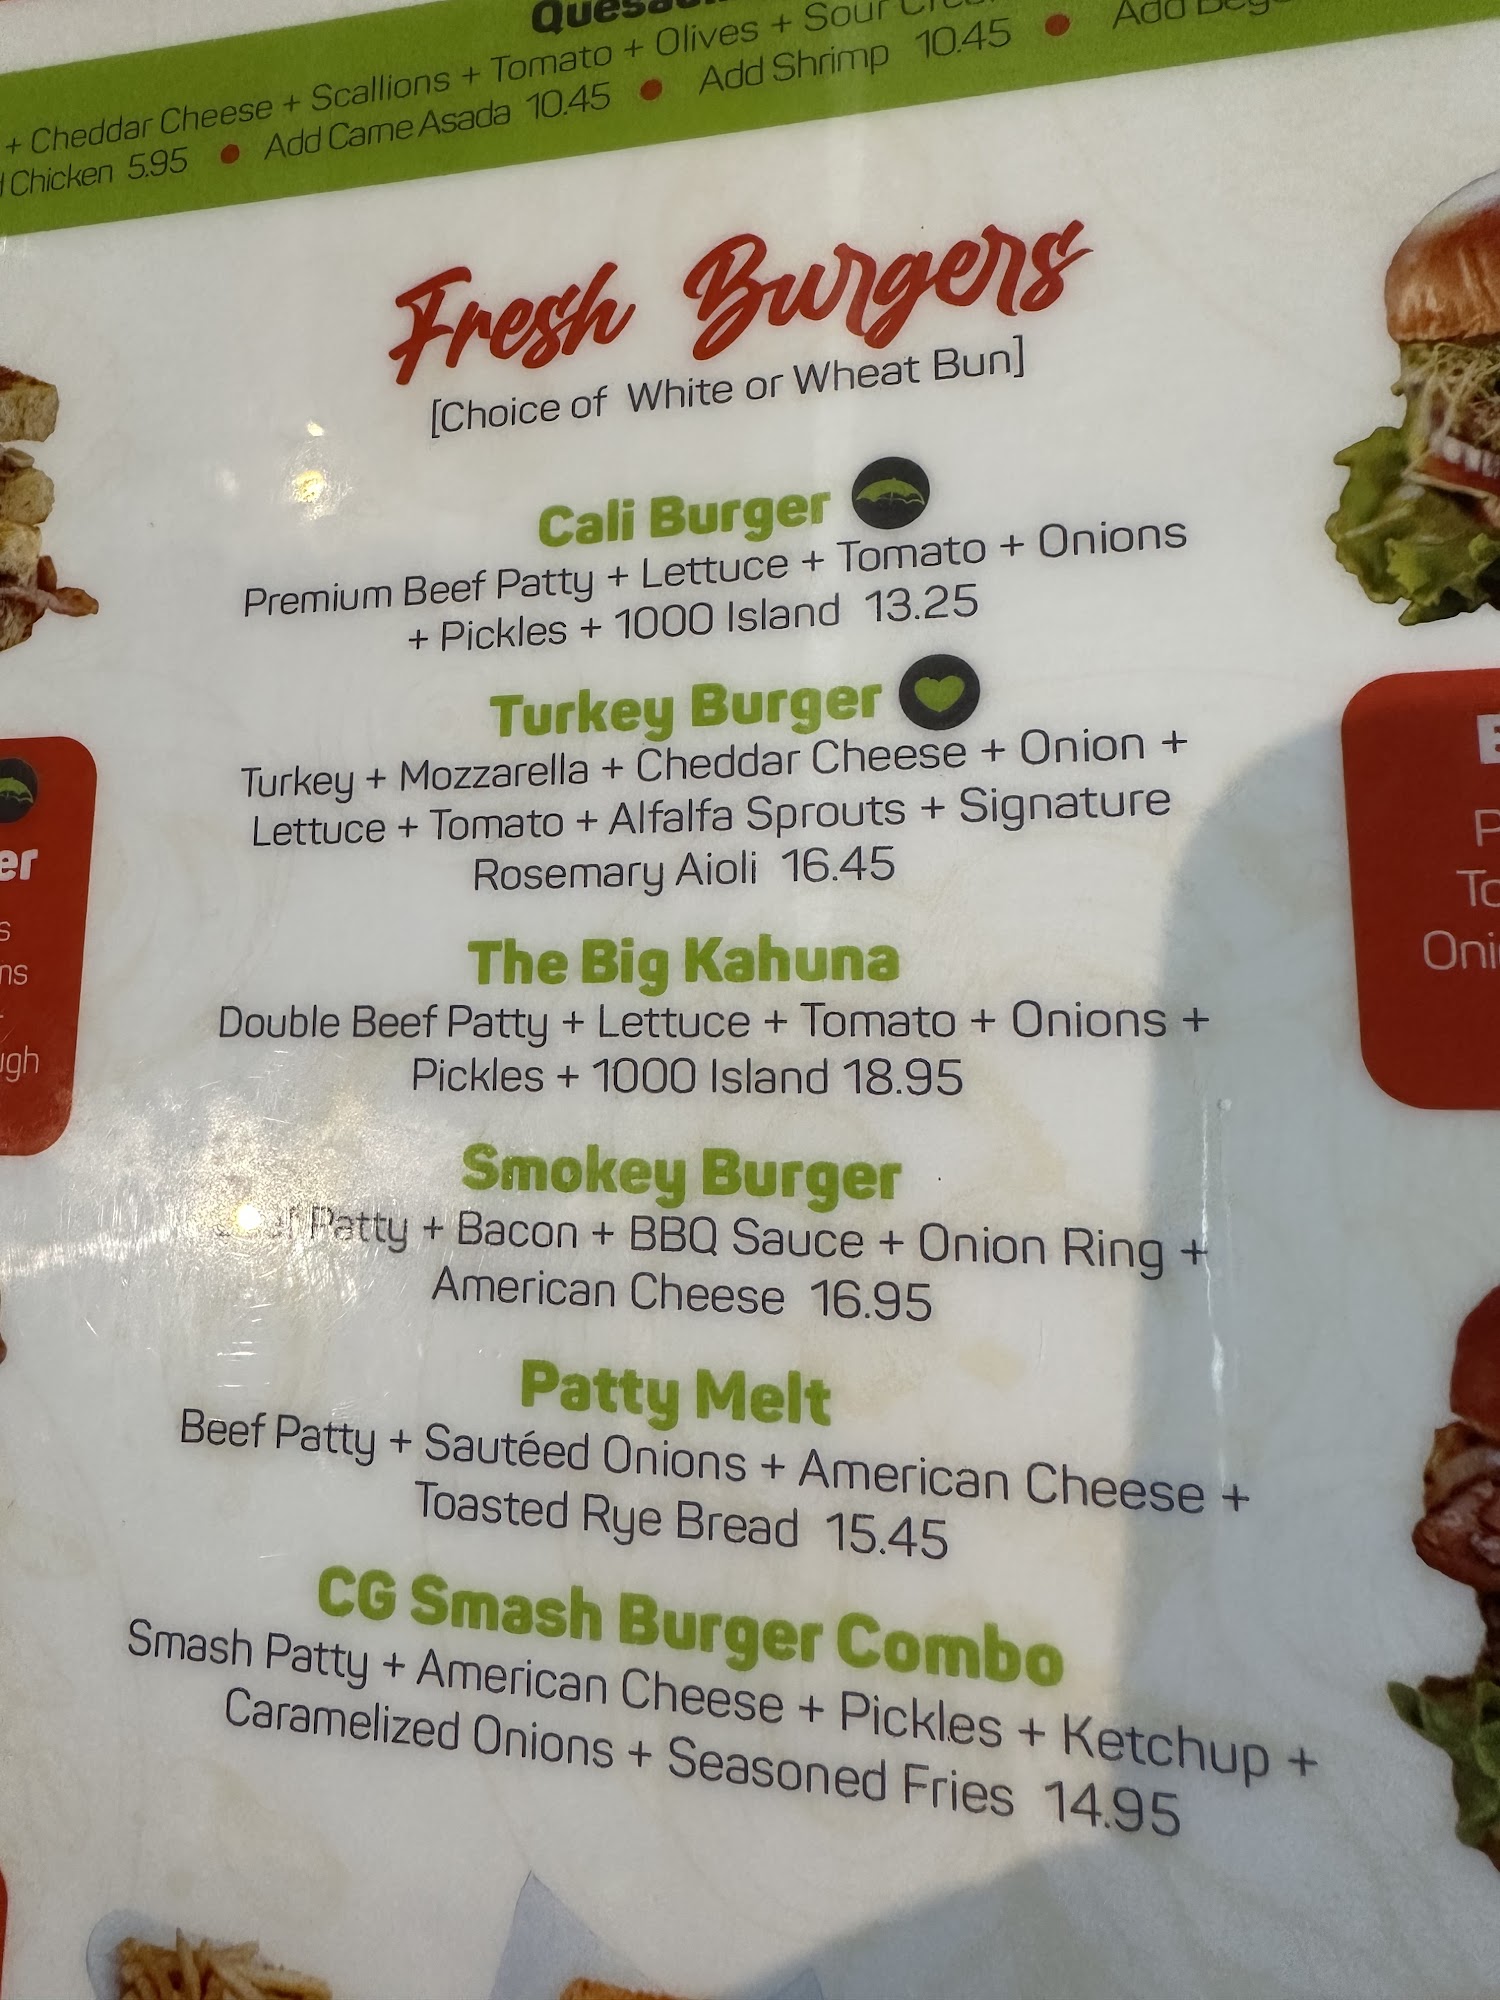 + Cheddar Cheese + Scallions + Tomato + Olives + Sour
Chicken 5.95 • Add Carne Asada 10.45 • Add Shrimp 10.45 • Add
Fresh Burgers
[Choice of White or Wheat Bun]
Cali Burger
Premium Beef Patty + Lettuce + Tomato + Onions
+ Pickles + 1000 Island 13.25
Turkey Burger
Turkey + Mozzarella + Cheddar Cheese + Onion +
Lettuce + Tomato + Alfalfa Sprouts + Signature
Rosemary Aioli 16.45
The Big Kahuna
Double Beef Patty + Lettuce + Tomato + Onions +
Pickles + 1000 Island 18.95
Smokey Burger
Patty + Bacon + BBQ Sauce + Onion Ring +
American Cheese 16.95
Patty Melt
Beef Patty + Sautéed Onions + American Cheese +
Toasted Rye Bread 15.45
CG Smash Burger Combo
Smash Patty + American Cheese + Pickles + Ketchup +
Caramelized Onions + Seasoned Fries 14.95